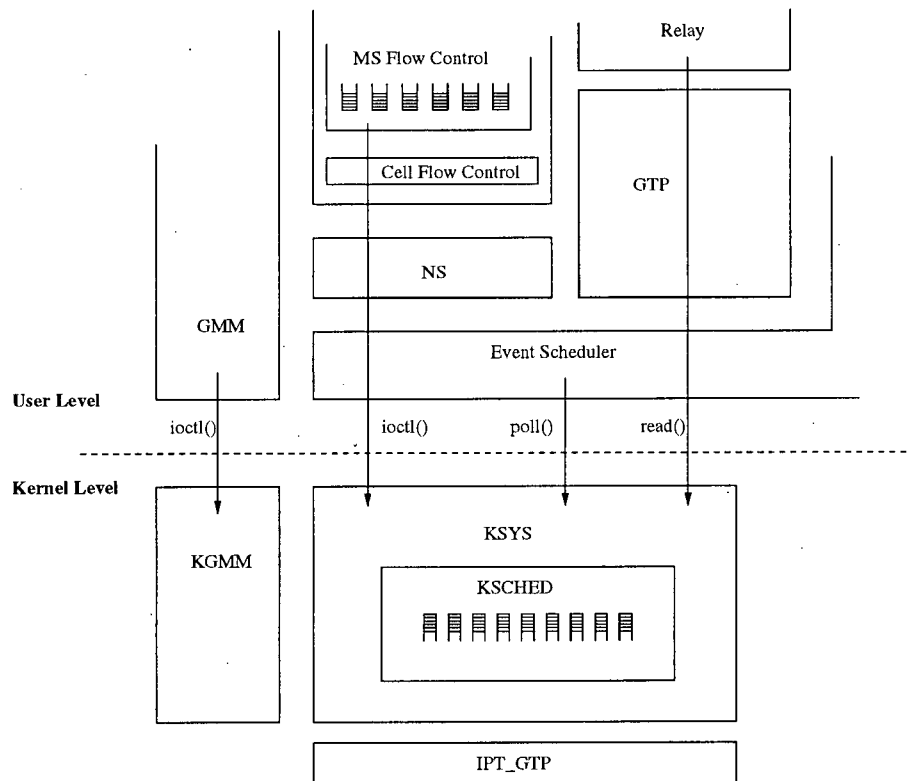 Relay
MS Flow Control
Cell Flow Control
GTP
NS
GMM
Event Scheduler
User Level
ioctl()
ioctl()
poll()
read()
Kernel Level
KSYS
KGMM
KSCHED
IPT_GTP